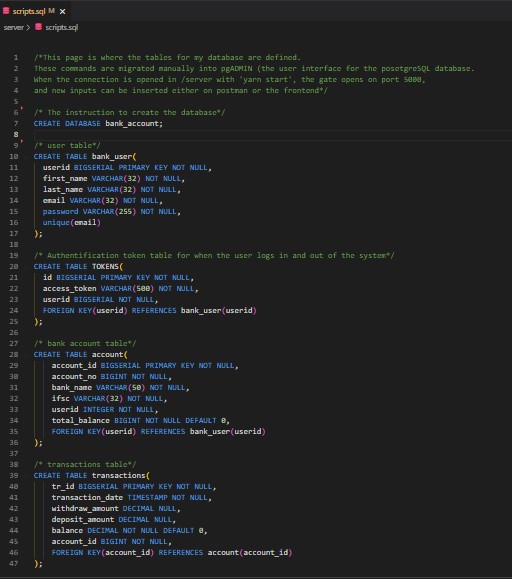 scripts.sql M ×
server > scripts.sql
1 /*This page is where the tables for my database are defined.
2 These commands are migrated manually into pgADMIN (the user interface for the posetgreSQL database.
3 When the connection is opened in /server with 'yarn start', the gate opens on port 5000,
4 and new inputs can be inserted either on postman or the frontend*/
5
6 /* The instruction to create the database*/
7 CREATE DATABASE bank_account;
8
9 /* user table*/
10 CREATE TABLE bank_user(
11 userid BIGSERIAL PRIMARY KEY NOT NULL,
12 first_name VARCHAR(32) NOT NULL,
13 last_name VARCHAR(32) NOT NULL,
14 email VARCHAR(32) NOT NULL,
15 password VARCHAR(255) NOT NULL,
16 unique(email)
17 );
18
19 /* Authentification token table for when the user logs in and out of the system*/
20 CREATE TABLE TOKENS(
21 id BIGSERIAL PRIMARY KEY NOT NULL,
22 access_token VARCHAR(500) NOT NULL,
23 userid BIGSERIAL NOT NULL,
24 FOREIGN KEY(userid) REFERENCES bank_user(userid)
25 );
26
27 /* bank account table*/
28 CREATE TABLE account(
29 account_id BIGSERIAL PRIMARY KEY NOT NULL,
30 account_no BIGINT NOT NULL,
31 bank_name VARCHAR(50) NOT NULL,
32 ifsc VARCHAR(32) NOT NULL,
33 userid INTEGER NOT NULL,
34 total_balance BIGINT NOT NULL DEFAULT 0,
35 FOREIGN KEY(userid) REFERENCES bank_user(userid)
36 );
37
38 /* transactions table*/
39 CREATE TABLE transactions(
40 tr_id BIGSERIAL PRIMARY KEY NOT NULL,
41 transaction_date TIMESTAMP NOT NULL,
42 withdraw_amount DECIMAL NULL,
43 deposit_amount DECIMAL NULL,
44 balance DECIMAL NOT NULL DEFAULT 0,
45 account_id BIGINT NOT NULL,
46 FOREIGN KEY(account_id) REFERENCES account(account_id)
47 );